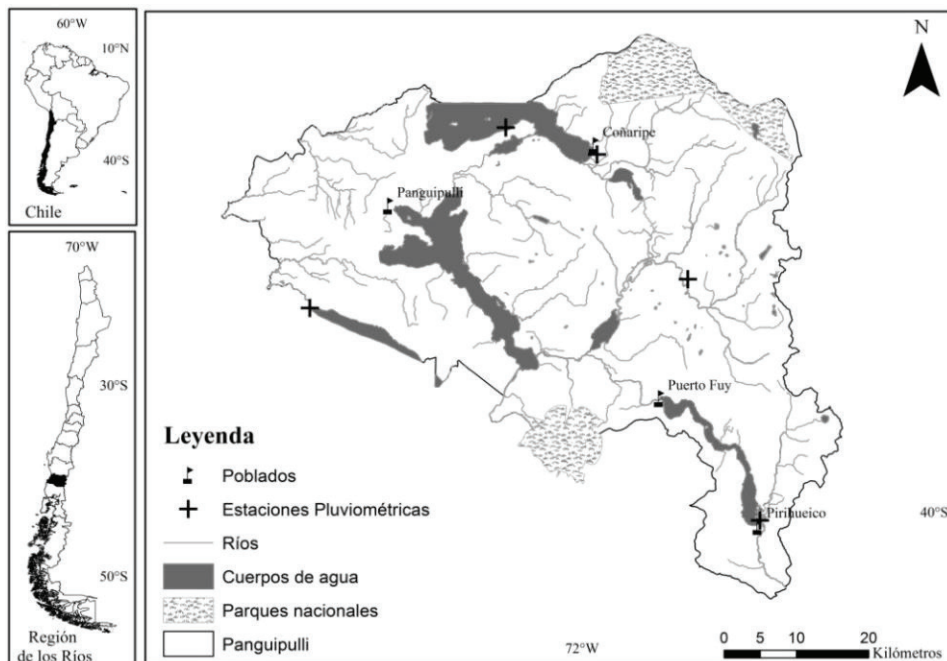 60°W
10°N
40°S
Chile
70°W
30°S
50°S
Región
de los Ríos
N
Coñaripe
Panguipulli
Puerto Fuy
Pirihueico
40°S
72°W
Leyenda
Poblados
Estaciones Pluviométricas
Ríos
Cuerpos de agua
Parques nacionales
Panguipulli
0 5 10 20
Kilómetros